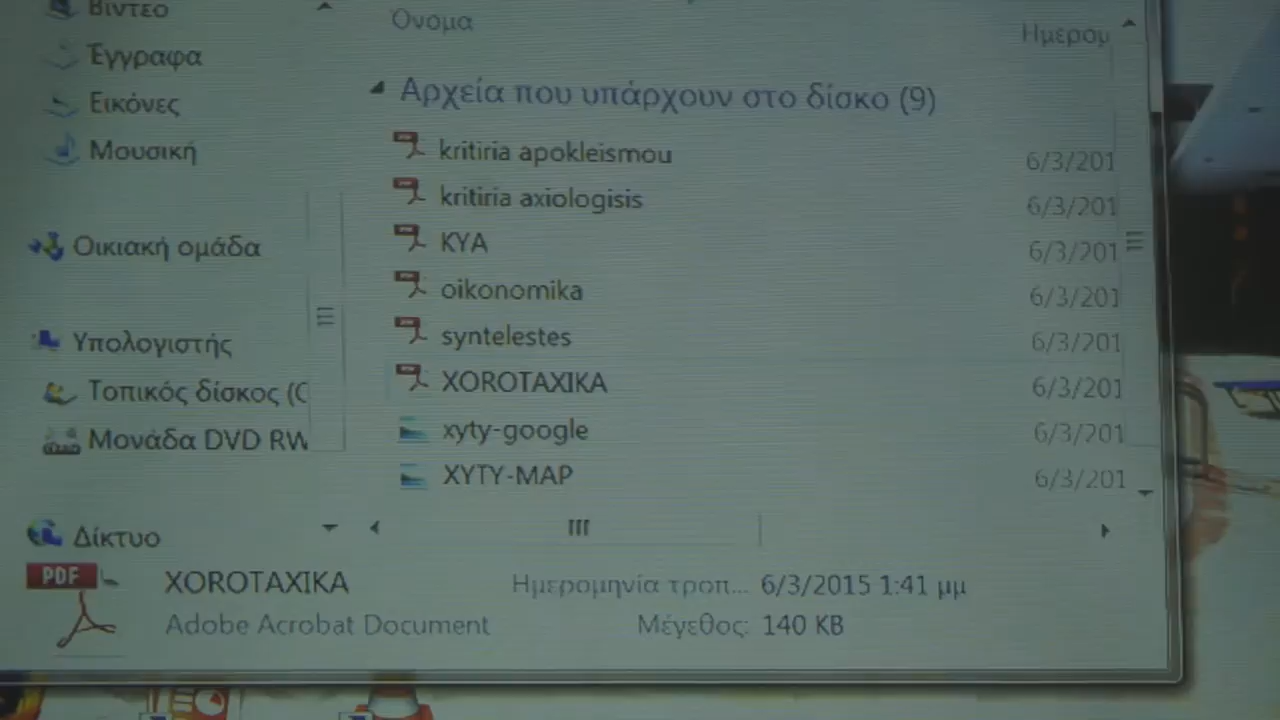 Βίντεο
Έγγραφα
Εικόνες
Μουσική
Οικιακή ομάδα
Υπολογιστής
Τοπικός δίσκος (C
Μονάδα DVD RW
Δίκτυο
Όνομα
Ημερομ
Αρχεία που υπάρχουν στο δίσκο (9)
kritiria apokleismou 6/3/201
kritiria axiologisis 6/3/201
KYA 6/3/201
oikonomika 6/3/201
syntelestes 6/3/201
XOROTAXIKA 6/3/201
xyty-google 6/3/201
XYTY-MAP 6/3/201
PDF
XOROTAXIKA Ημερομηνία τροπ... 6/3/2015 1:41 μμ
Adobe Acrobat Document Μέγεθος: 140 KB